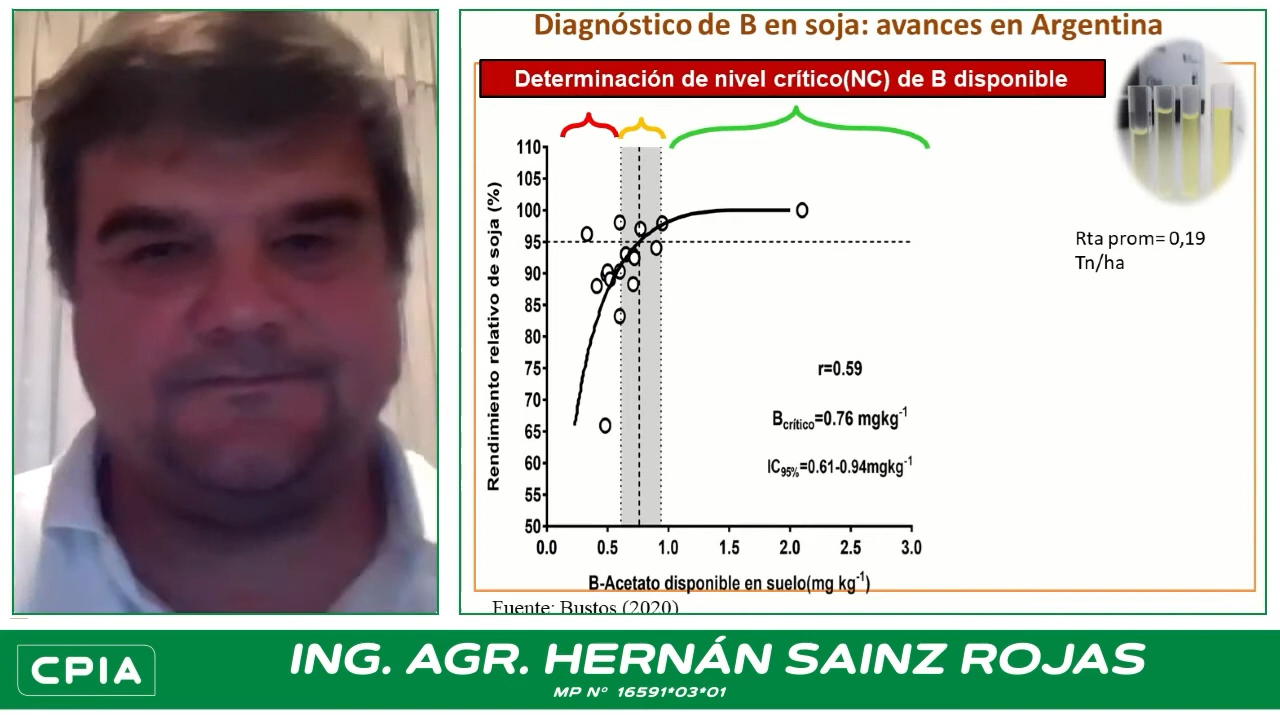 Diagnóstico de B en soja: avances en Argentina
Determinación de nivel crítico(NC) de B disponible
Rendimiento relativo de soja (%)
110
105
100
95
90
85
80
75
70
65
60
55
50
0.0 0.5 1.0 1.5 2.0 2.5 3.0
B-Acetato disponible en suelo(mg kg-1)
r=0.59
Bcrítico=0.76 mgkg-1
IC95%=0.61-0.94mgkg-1
Rta prom= 0,19
Tn/ha
Fuente: Bustos (2020)
CPIA
ING. AGR. HERNÁN SAINZ ROJAS
MP Nº 16591*03*01